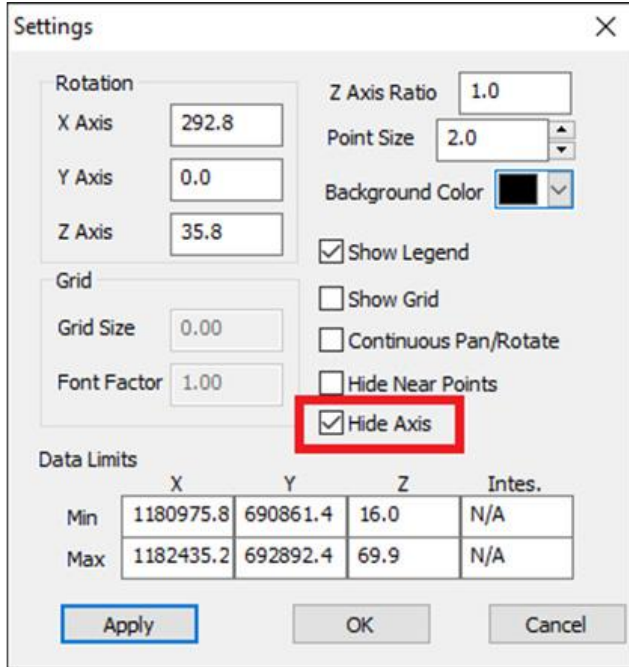 Settings
Rotation
X Axis 292.8
Y Axis 0.0
Z Axis 35.8
Z Axis Ratio 1.0
Point Size 2.0
Background Color
Show Legend
Show Grid
Continuous Pan/Rotate
Hide Near Points
Hide Axis
Grid
Grid Size 0.00
Font Factor 1.00
Data Limits
X Y Z Intes.
Min 1180975.8 690861.4 16.0 N/A
Max 1182435.2 692892.4 69.9 N/A
Apply OK Cancel